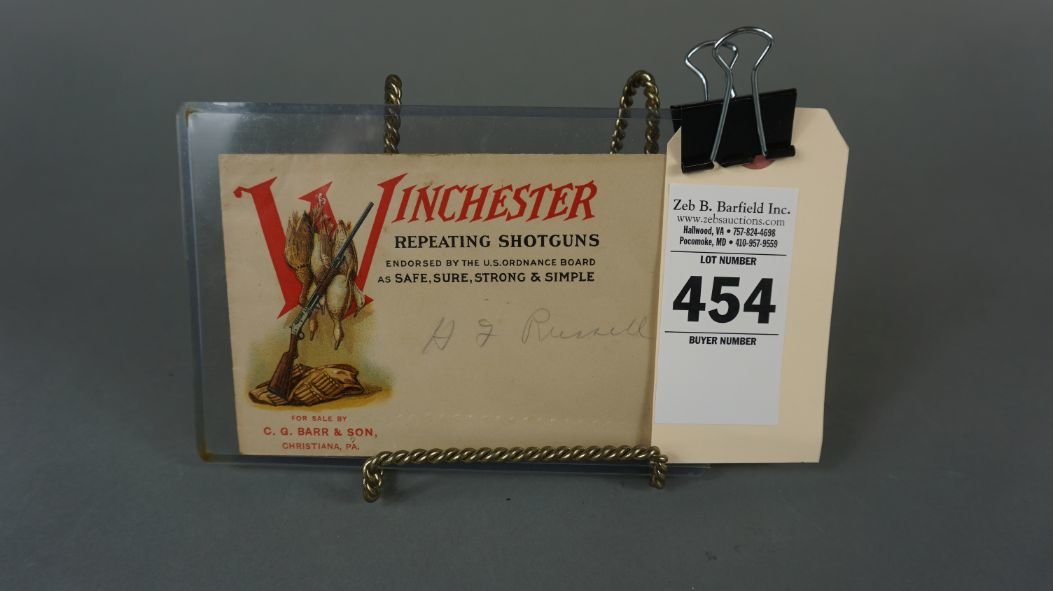 WINCHESTER
REPEATING SHOTGUNS
ENDORSED BY THE U.S. ORDNANCE BOARD
AS SAFE, SURE, STRONG & SIMPLE
H F Russell
FOR SALE BY
C. G. BARR & SON,
CHRISTIANA, PA.
Zeb B. Barfield Inc.
www.zebsauctions.com
Hallwood, VA • 757-824-4698
Pocomoke, MD • 410-957-9559
LOT NUMBER
454
BUYER NUMBER